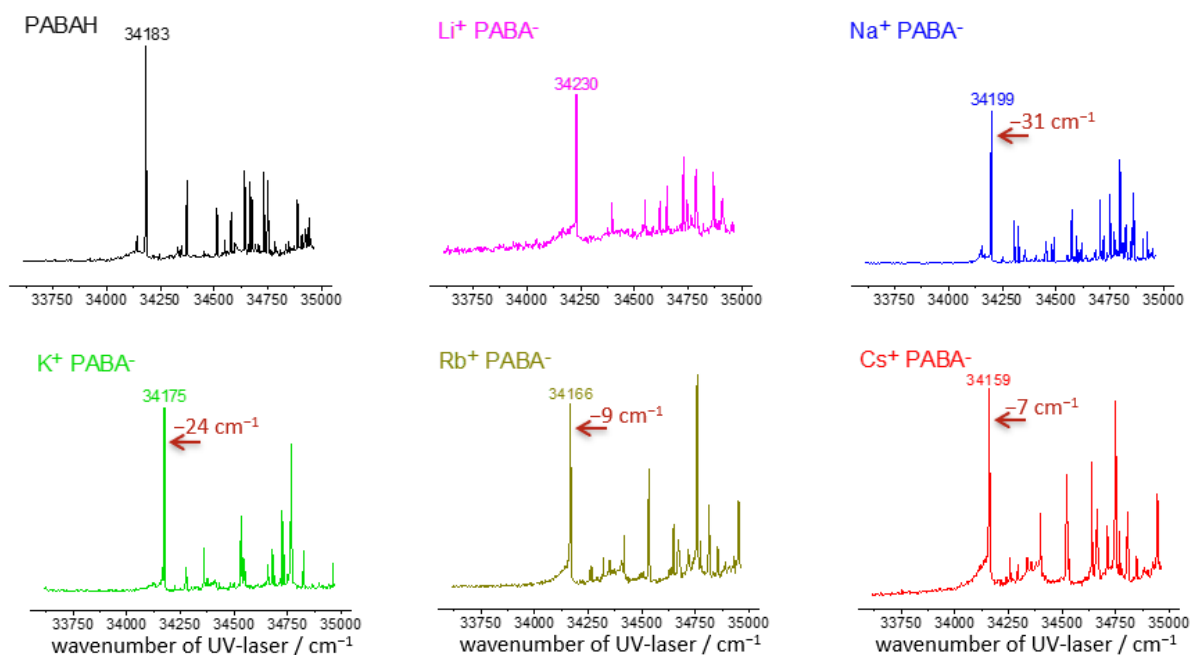 PABAH
34183
33750 34000 34250 34500 34750 35000
Li⁺ PABA⁻
34230
33750 34000 34250 34500 34750 35000
Na⁺ PABA⁻
34199
−31 cm⁻¹
33750 34000 34250 34500 34750 35000
K⁺ PABA⁻
34175
−24 cm⁻¹
33750 34000 34250 34500 34750 35000
wavenumber of UV-laser / cm⁻¹
Rb⁺ PABA⁻
34166
−9 cm⁻¹
33750 34000 34250 34500 34750 35000
wavenumber of UV-laser / cm⁻¹
Cs⁺ PABA⁻
34159
−7 cm⁻¹
33750 34000 34250 34500 34750 35000
wavenumber of UV-laser / cm⁻¹